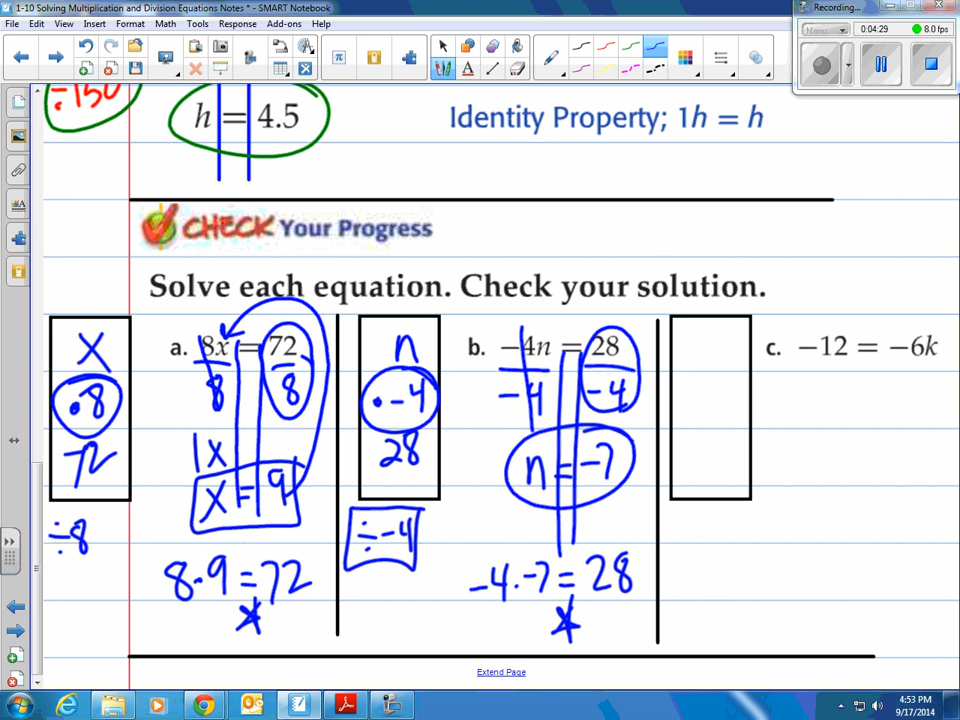 1-10 Solving Multiplication and Division Equations Notes * - SMART Notebook
File Edit View Insert Format Math Tools Response Add-ons Help
Recording...
Menu
0:04:29
8.0 fps
÷150
h = 4.5
Identity Property; 1h = h
CHECK Your Progress
Solve each equation. Check your solution.
x
•8
72
÷8
a. 8x = 72
8 8
1x
x = 9
8•9=72
n
•-4
28
÷-4
b. −4n = 28
-4 -4
n = -7
-4•-7=28
c. −12 = −6k
Extend Page
4:53 PM
9/17/2014